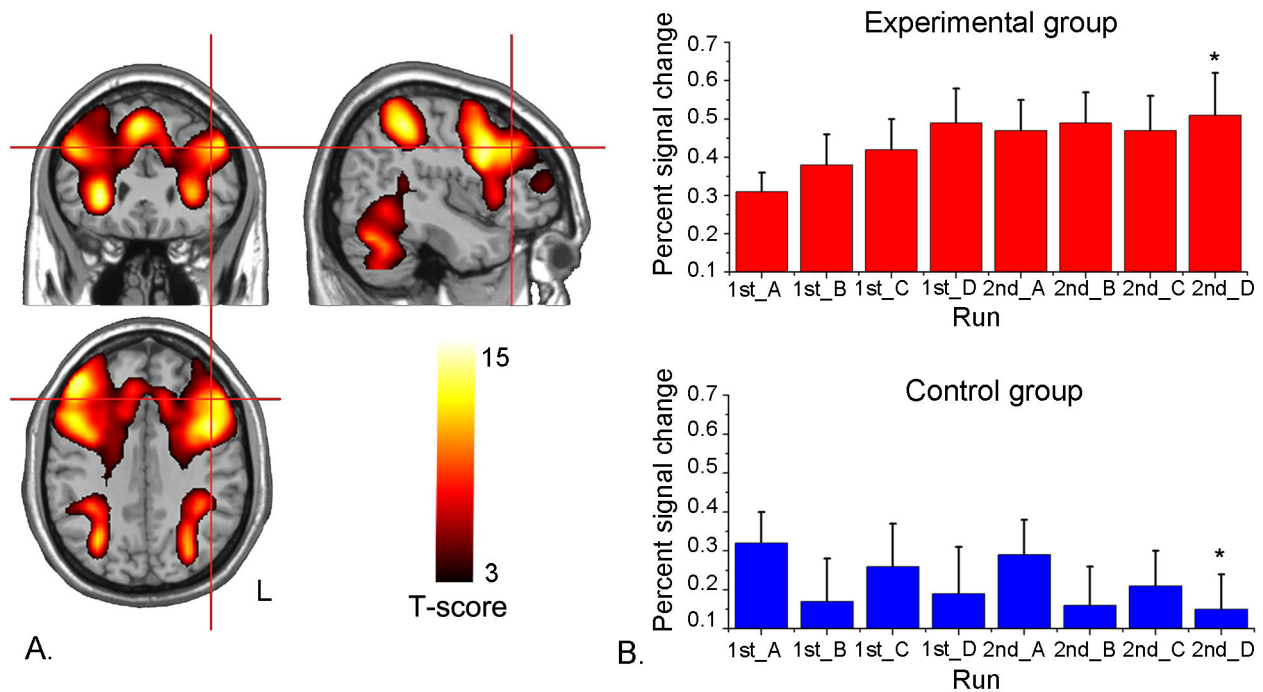 Experimental group
Percent signal change
0.7
0.6
0.5
0.4
0.3
0.2
0.1
*
1st_A 1st_B 1st_C 1st_D 2nd_A 2nd_B 2nd_C 2nd_D
Run
15
3
T-score
L
A.
Control group
Percent signal change
0.7
0.6
0.5
0.4
0.3
0.2
0.1
*
1st_A 1st_B 1st_C 1st_D 2nd_A 2nd_B 2nd_C 2nd_D
Run
B.